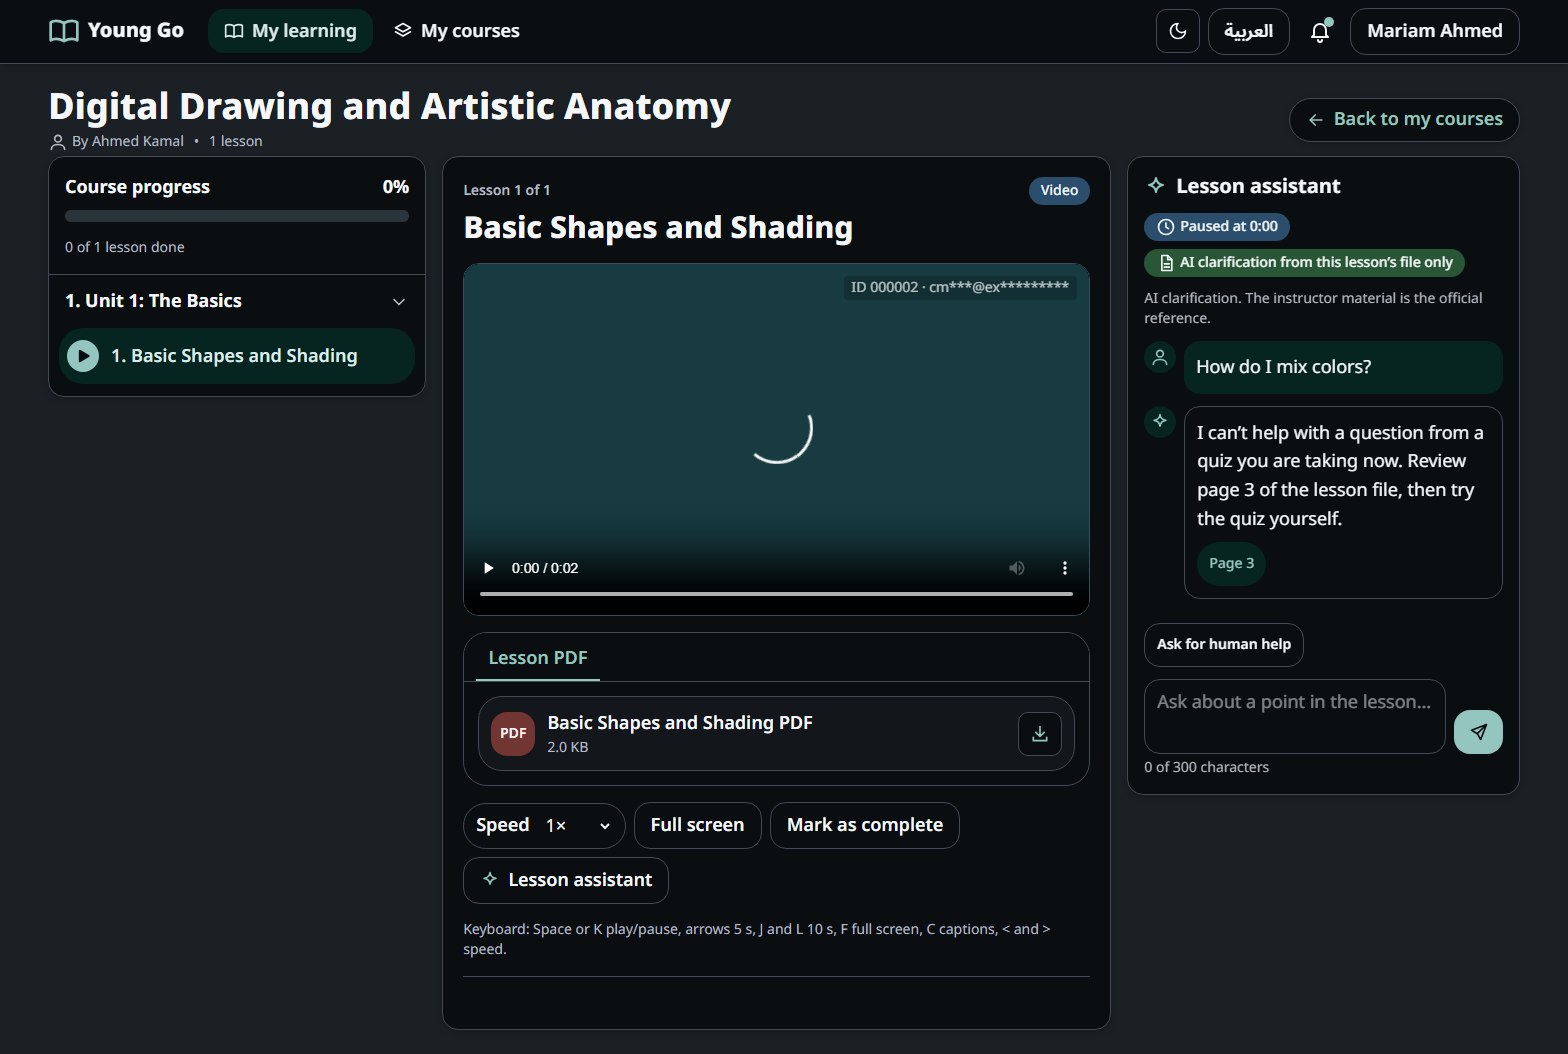 Young Go
My learning
My courses
العربية
Mariam Ahmed
Digital Drawing and Artistic Anatomy
By Ahmed Kamal • 1 lesson
Back to my courses
Course progress 0%
0 of 1 lesson done
1. Unit 1: The Basics
1. Basic Shapes and Shading
Lesson 1 of 1
Video
Basic Shapes and Shading
ID 000002 · cm***@ex*********
0:00 / 0:02
Lesson PDF
PDF
Basic Shapes and Shading PDF
2.0 KB
Speed 1×
Full screen
Mark as complete
Lesson assistant
Keyboard: Space or K play/pause, arrows 5 s, J and L 10 s, F full screen, C captions, < and >
speed.
Lesson assistant
Paused at 0:00
AI clarification from this lesson’s file only
AI clarification. The instructor material is the official
reference.
How do I mix colors?
I can’t help with a question from a
quiz you are taking now. Review
page 3 of the lesson file, then try
the quiz yourself.
Page 3
Ask for human help
Ask about a point in the lesson...
0 of 300 characters